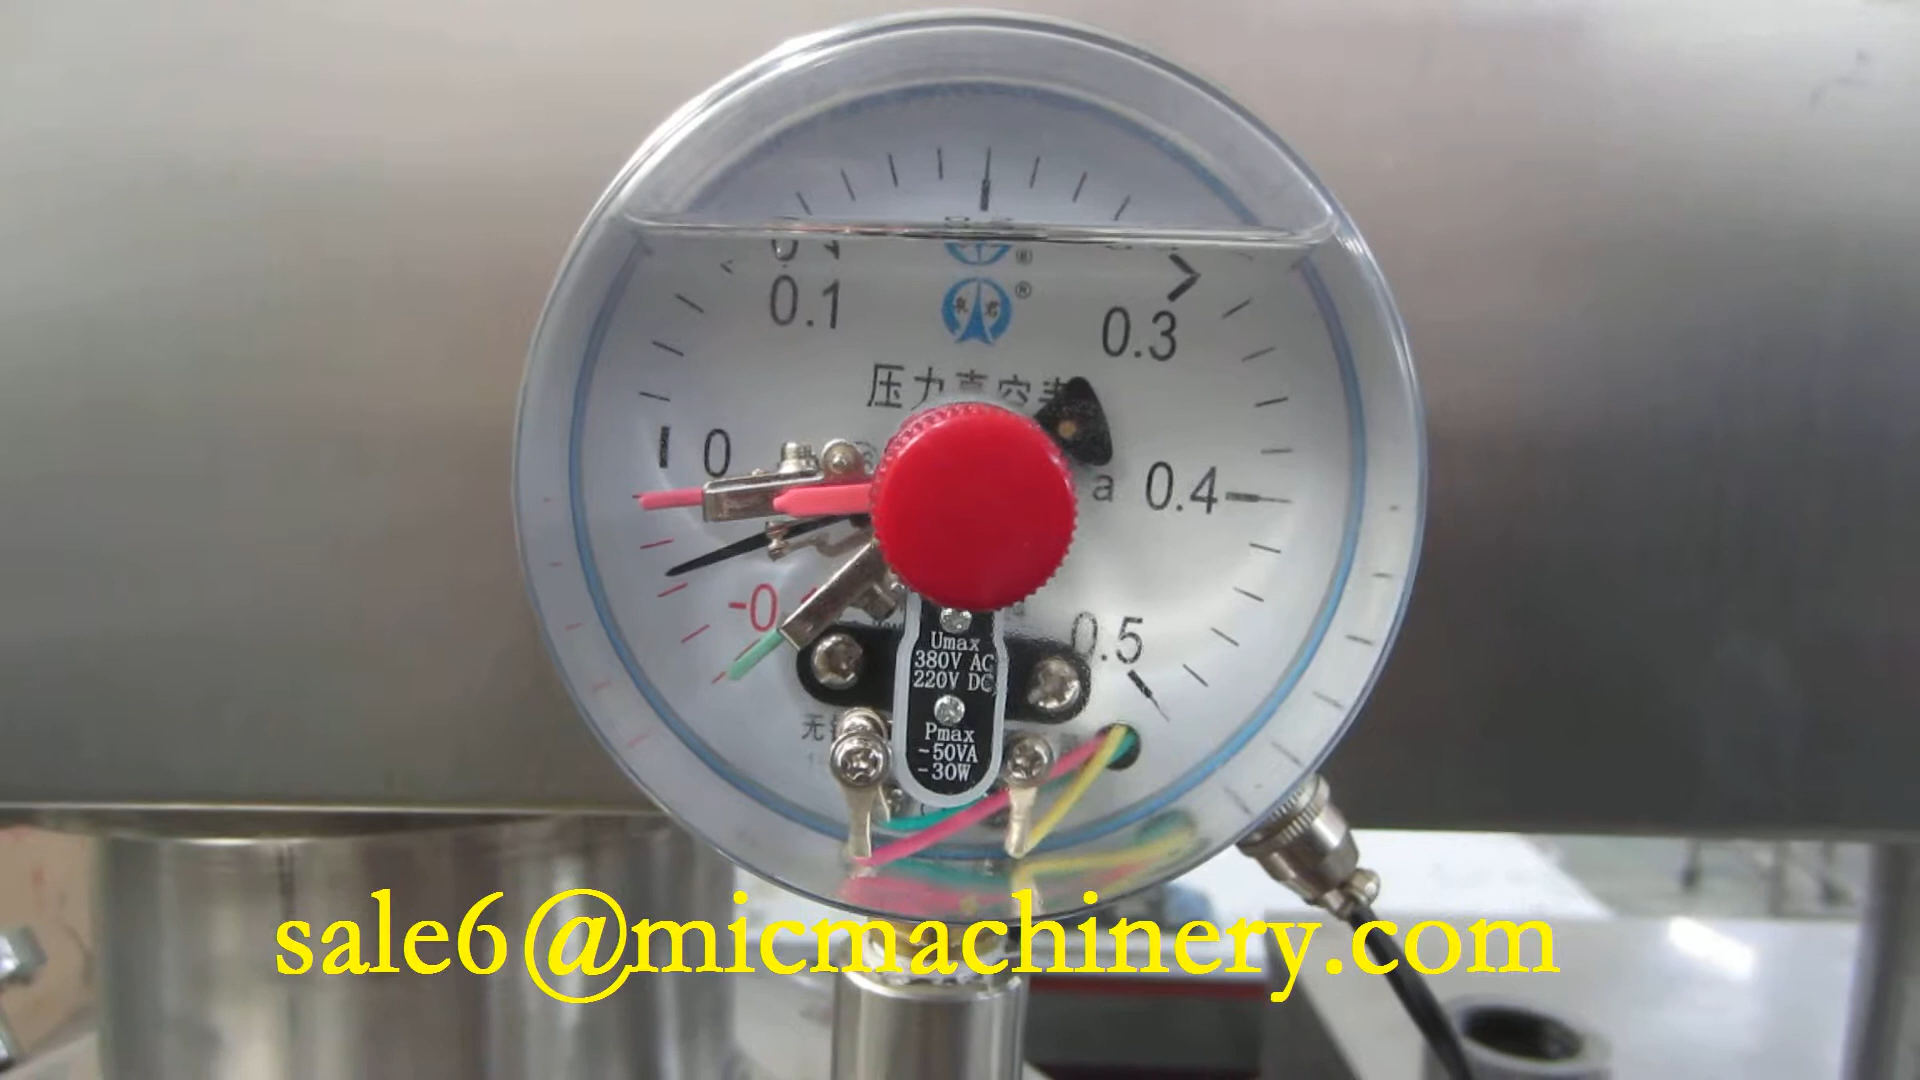 0.1
®
0.3
压力真空表
0
a
0.4
0.5
Umax
380V AC
220V DC
Pmax
-50VA
-30W
sale6@micmachinery.com